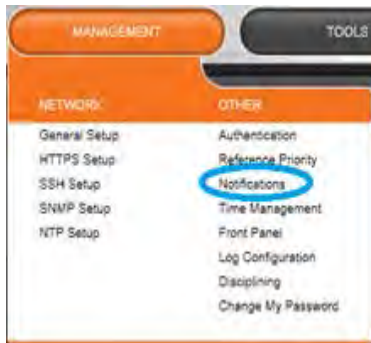 MANAGEMENT
TOOLS
NETWORK
General Setup
HTTPS Setup
SSH Setup
SNMP Setup
NTP Setup
OTHER
Authentication
Reference Priority
Notifications
Time Management
Front Panel
Log Configuration
Disciplining
Change My Password